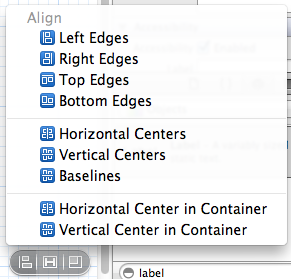 Align
Left Edges
Right Edges
Top Edges
Bottom Edges
Horizontal Centers
Vertical Centers
Baselines
Horizontal Center in Container
Vertical Center in Container
label